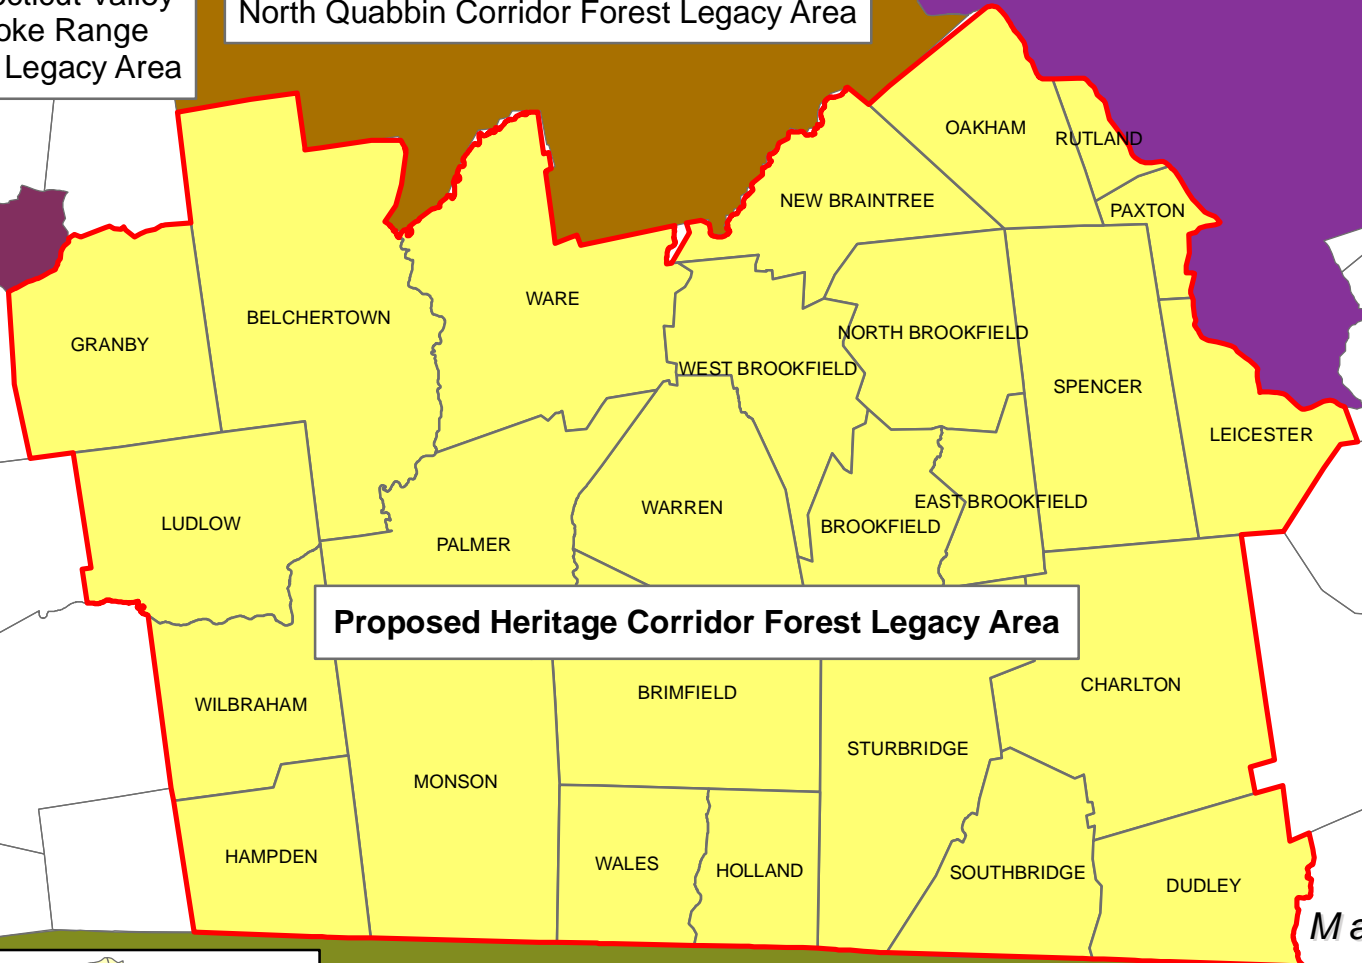 oke Range
Legacy Area
North Quabbin Corridor Forest Legacy Area
OAKHAM
RUTLAND
NEW BRAINTREE
PAXTON
WARE
BELCHERTOWN
GRANBY
NORTH BROOKFIELD
WEST BROOKFIELD
SPENCER
LEICESTER
LUDLOW
WARREN
EAST BROOKFIELD
BROOKFIELD
PALMER
Proposed Heritage Corridor Forest Legacy Area
CHARLTON
BRIMFIELD
WILBRAHAM
STURBRIDGE
MONSON
HAMPDEN
WALES
HOLLAND
SOUTHBRIDGE
DUDLEY
Ma